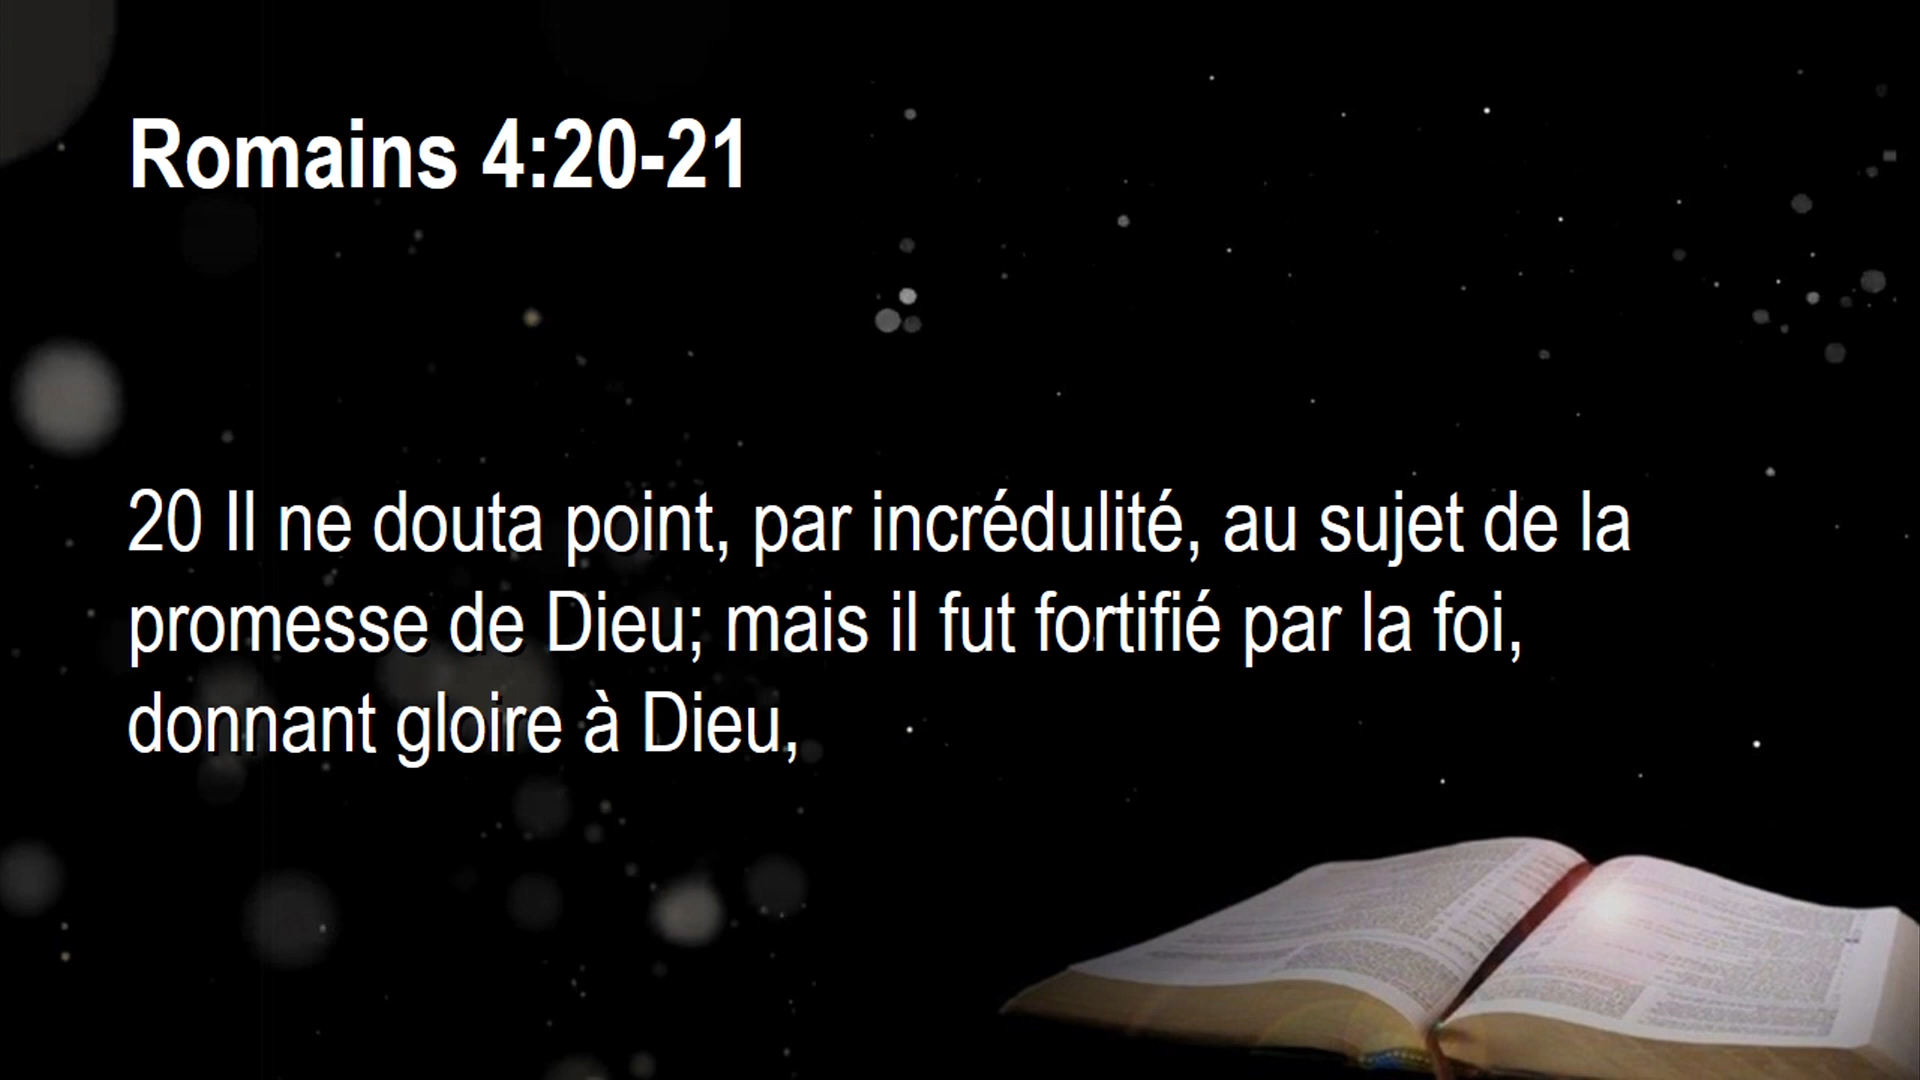 Romains 4:20-21
20 Il ne douta point, par incrédulité, au sujet de la
promesse de Dieu; mais il fut fortifié par la foi,
donnant gloire à Dieu,